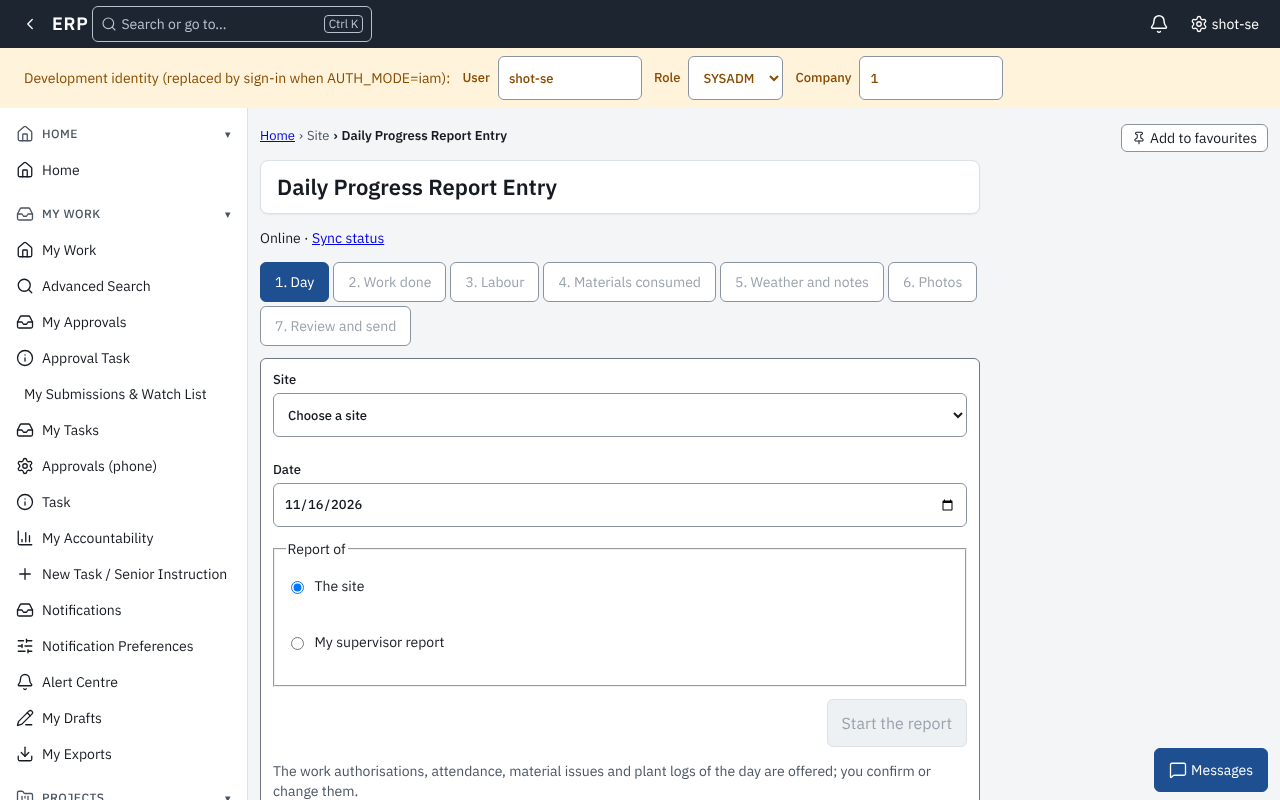 ERP
Search or go to...
Ctrl K
shot-se
Development identity (replaced by sign-in when AUTH_MODE=iam):
User
shot-se
Role
SYSADM
Company
1
HOME
Home
MY WORK
My Work
Advanced Search
My Approvals
Approval Task
My Submissions & Watch List
My Tasks
Approvals (phone)
Task
My Accountability
New Task / Senior Instruction
Notifications
Notification Preferences
Alert Centre
My Drafts
My Exports
PROJECTS
Home › Site › Daily Progress Report Entry
Add to favourites
Daily Progress Report Entry
Online · Sync status
1. Day
2. Work done
3. Labour
4. Materials consumed
5. Weather and notes
6. Photos
7. Review and send
Site
Choose a site
Date
11/16/2026
Report of
The site
My supervisor report
Start the report
The work authorisations, attendance, material issues and plant logs of the day are offered; you confirm or
change them.
Messages